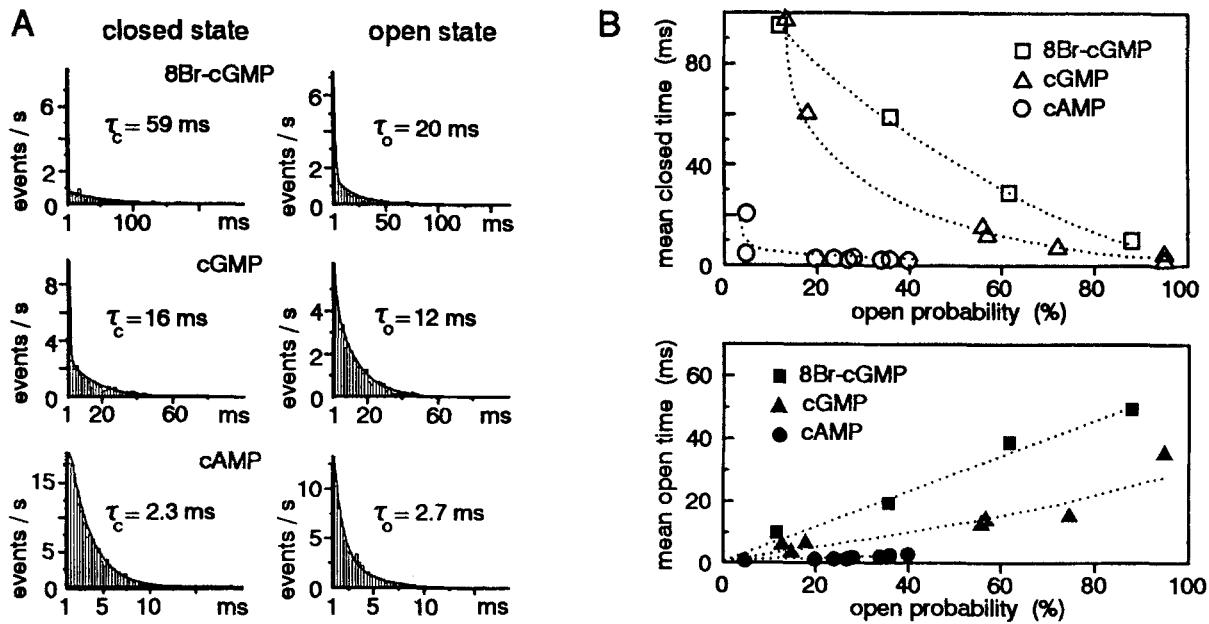 A
closed state
open state
8Br-cGMP
events / s
6
4
2
0
τc = 59 ms
1
100
ms
6
4
2
0
τo = 20 ms
1
50
100
ms
cGMP
events / s
8
4
0
τc = 16 ms
1
20
60
ms
events / s
4
2
0
τo = 12 ms
1
20
60
ms
cAMP
events / s
15
5
0
τc = 2.3 ms
1
5
10
ms
events / s
10
5
0
τo = 2.7 ms
1
5
10
ms
B
mean closed time (ms)
80
40
0
8Br-cGMP
cGMP
cAMP
0
20
40
60
80
100
open probability (%)
mean open time (ms)
60
40
20
0
8Br-cGMP
cGMP
cAMP
0
20
40
60
80
100
open probability (%)